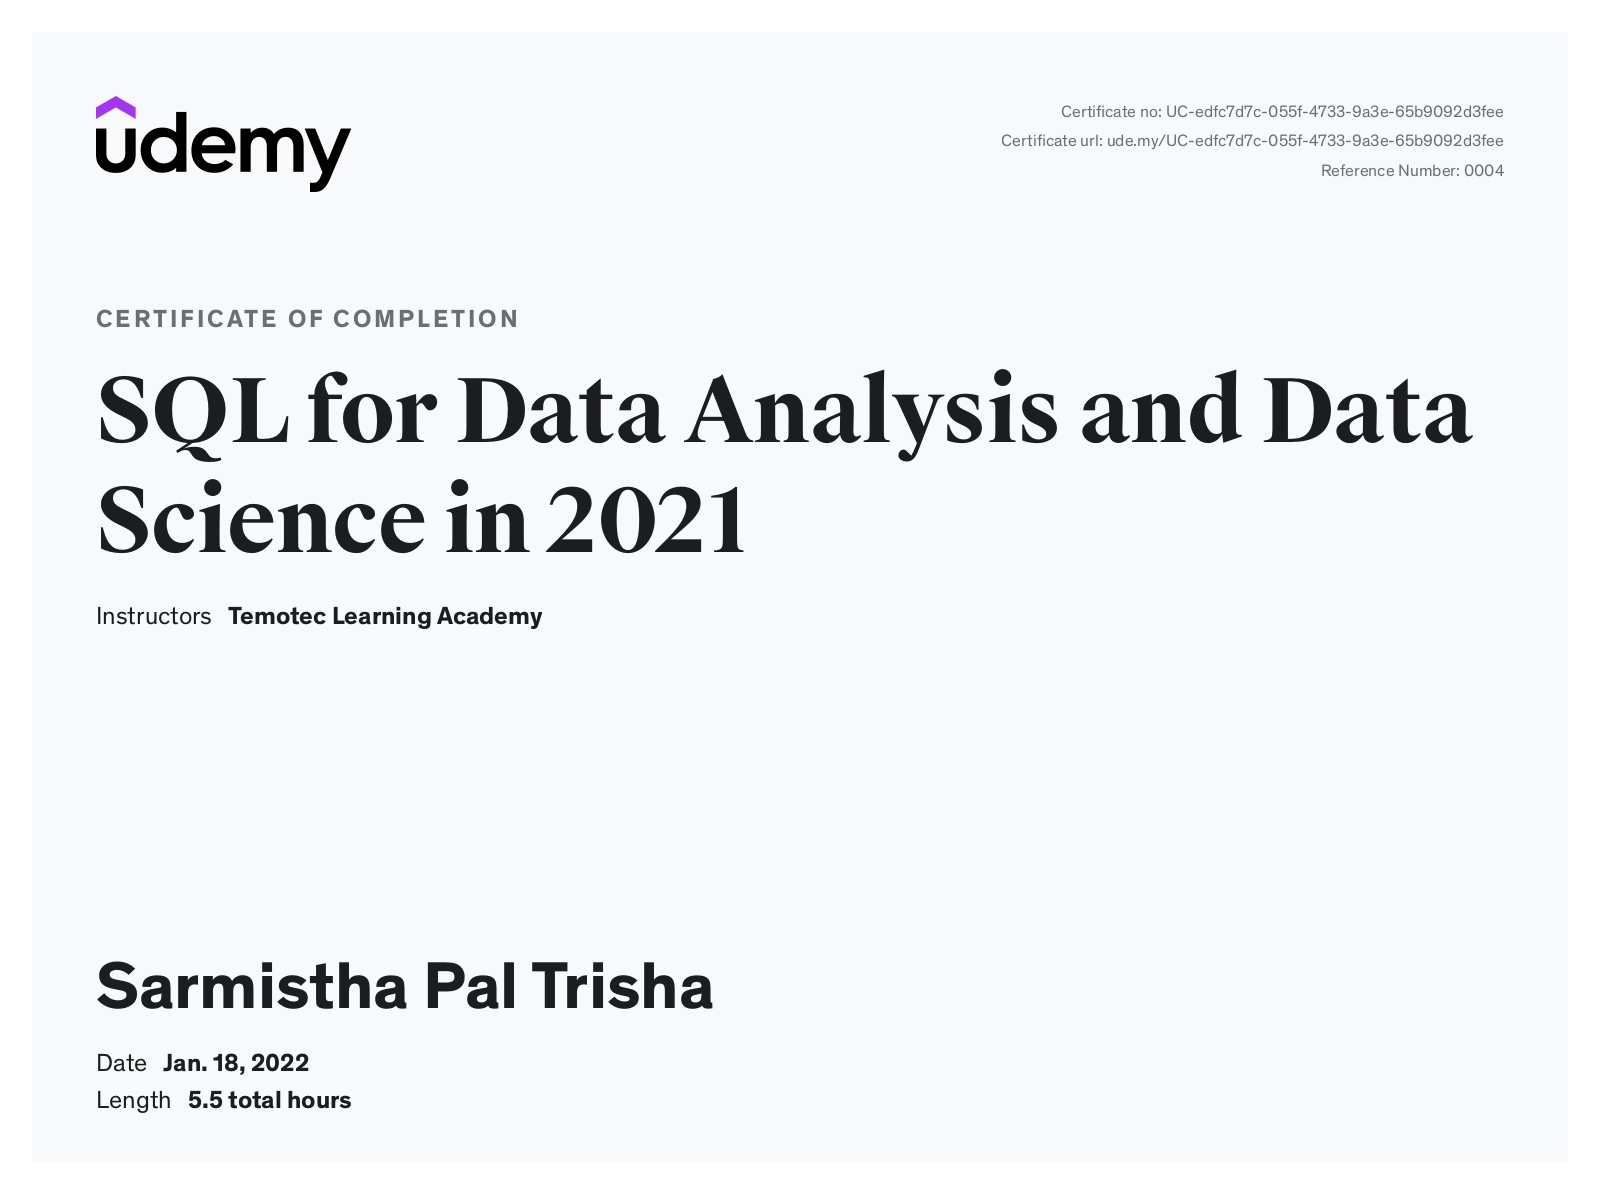 udemy
Certificate no: UC-edfc7d7c-055f-4733-9a3e-65b9092d3fee
Certificate url: ude.my/UC-edfc7d7c-055f-4733-9a3e-65b9092d3fee
Reference Number: 0004
CERTIFICATE OF COMPLETION
SQL for Data Analysis and Data
Science in 2021
Instructors Temotec Learning Academy
Sarmistha Pal Trisha
Date Jan. 18, 2022
Length 5.5 total hours